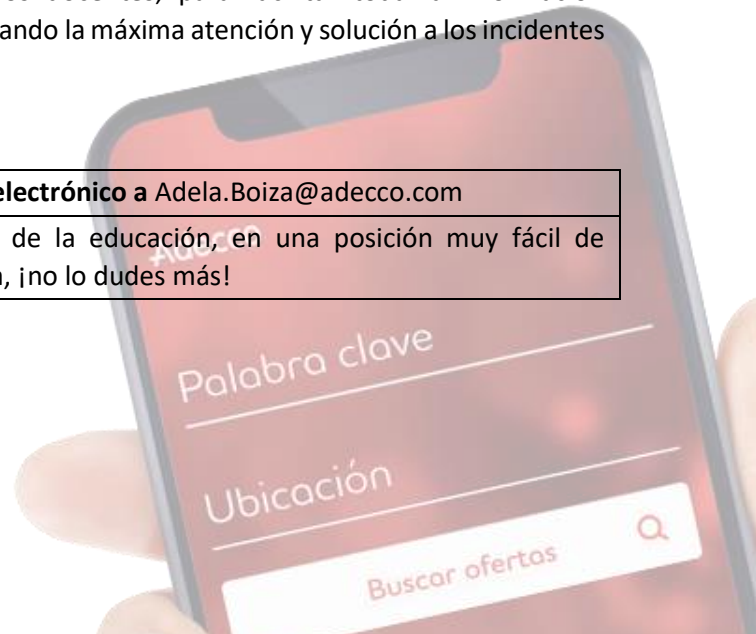 ando la máxima atención y solución a los incidentes
electrónico a Adela.Boiza@adecco.com
de la educación, en una posición muy fácil de
, ¡no lo dudes más!
Adecco
Palabra clave
Ubicación
Buscar ofertas